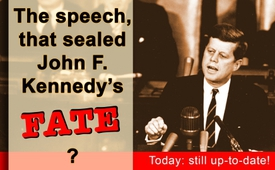 The speech,
that sealed
John F.
Kennedy's
FATE
?
Today: still up-to-date!